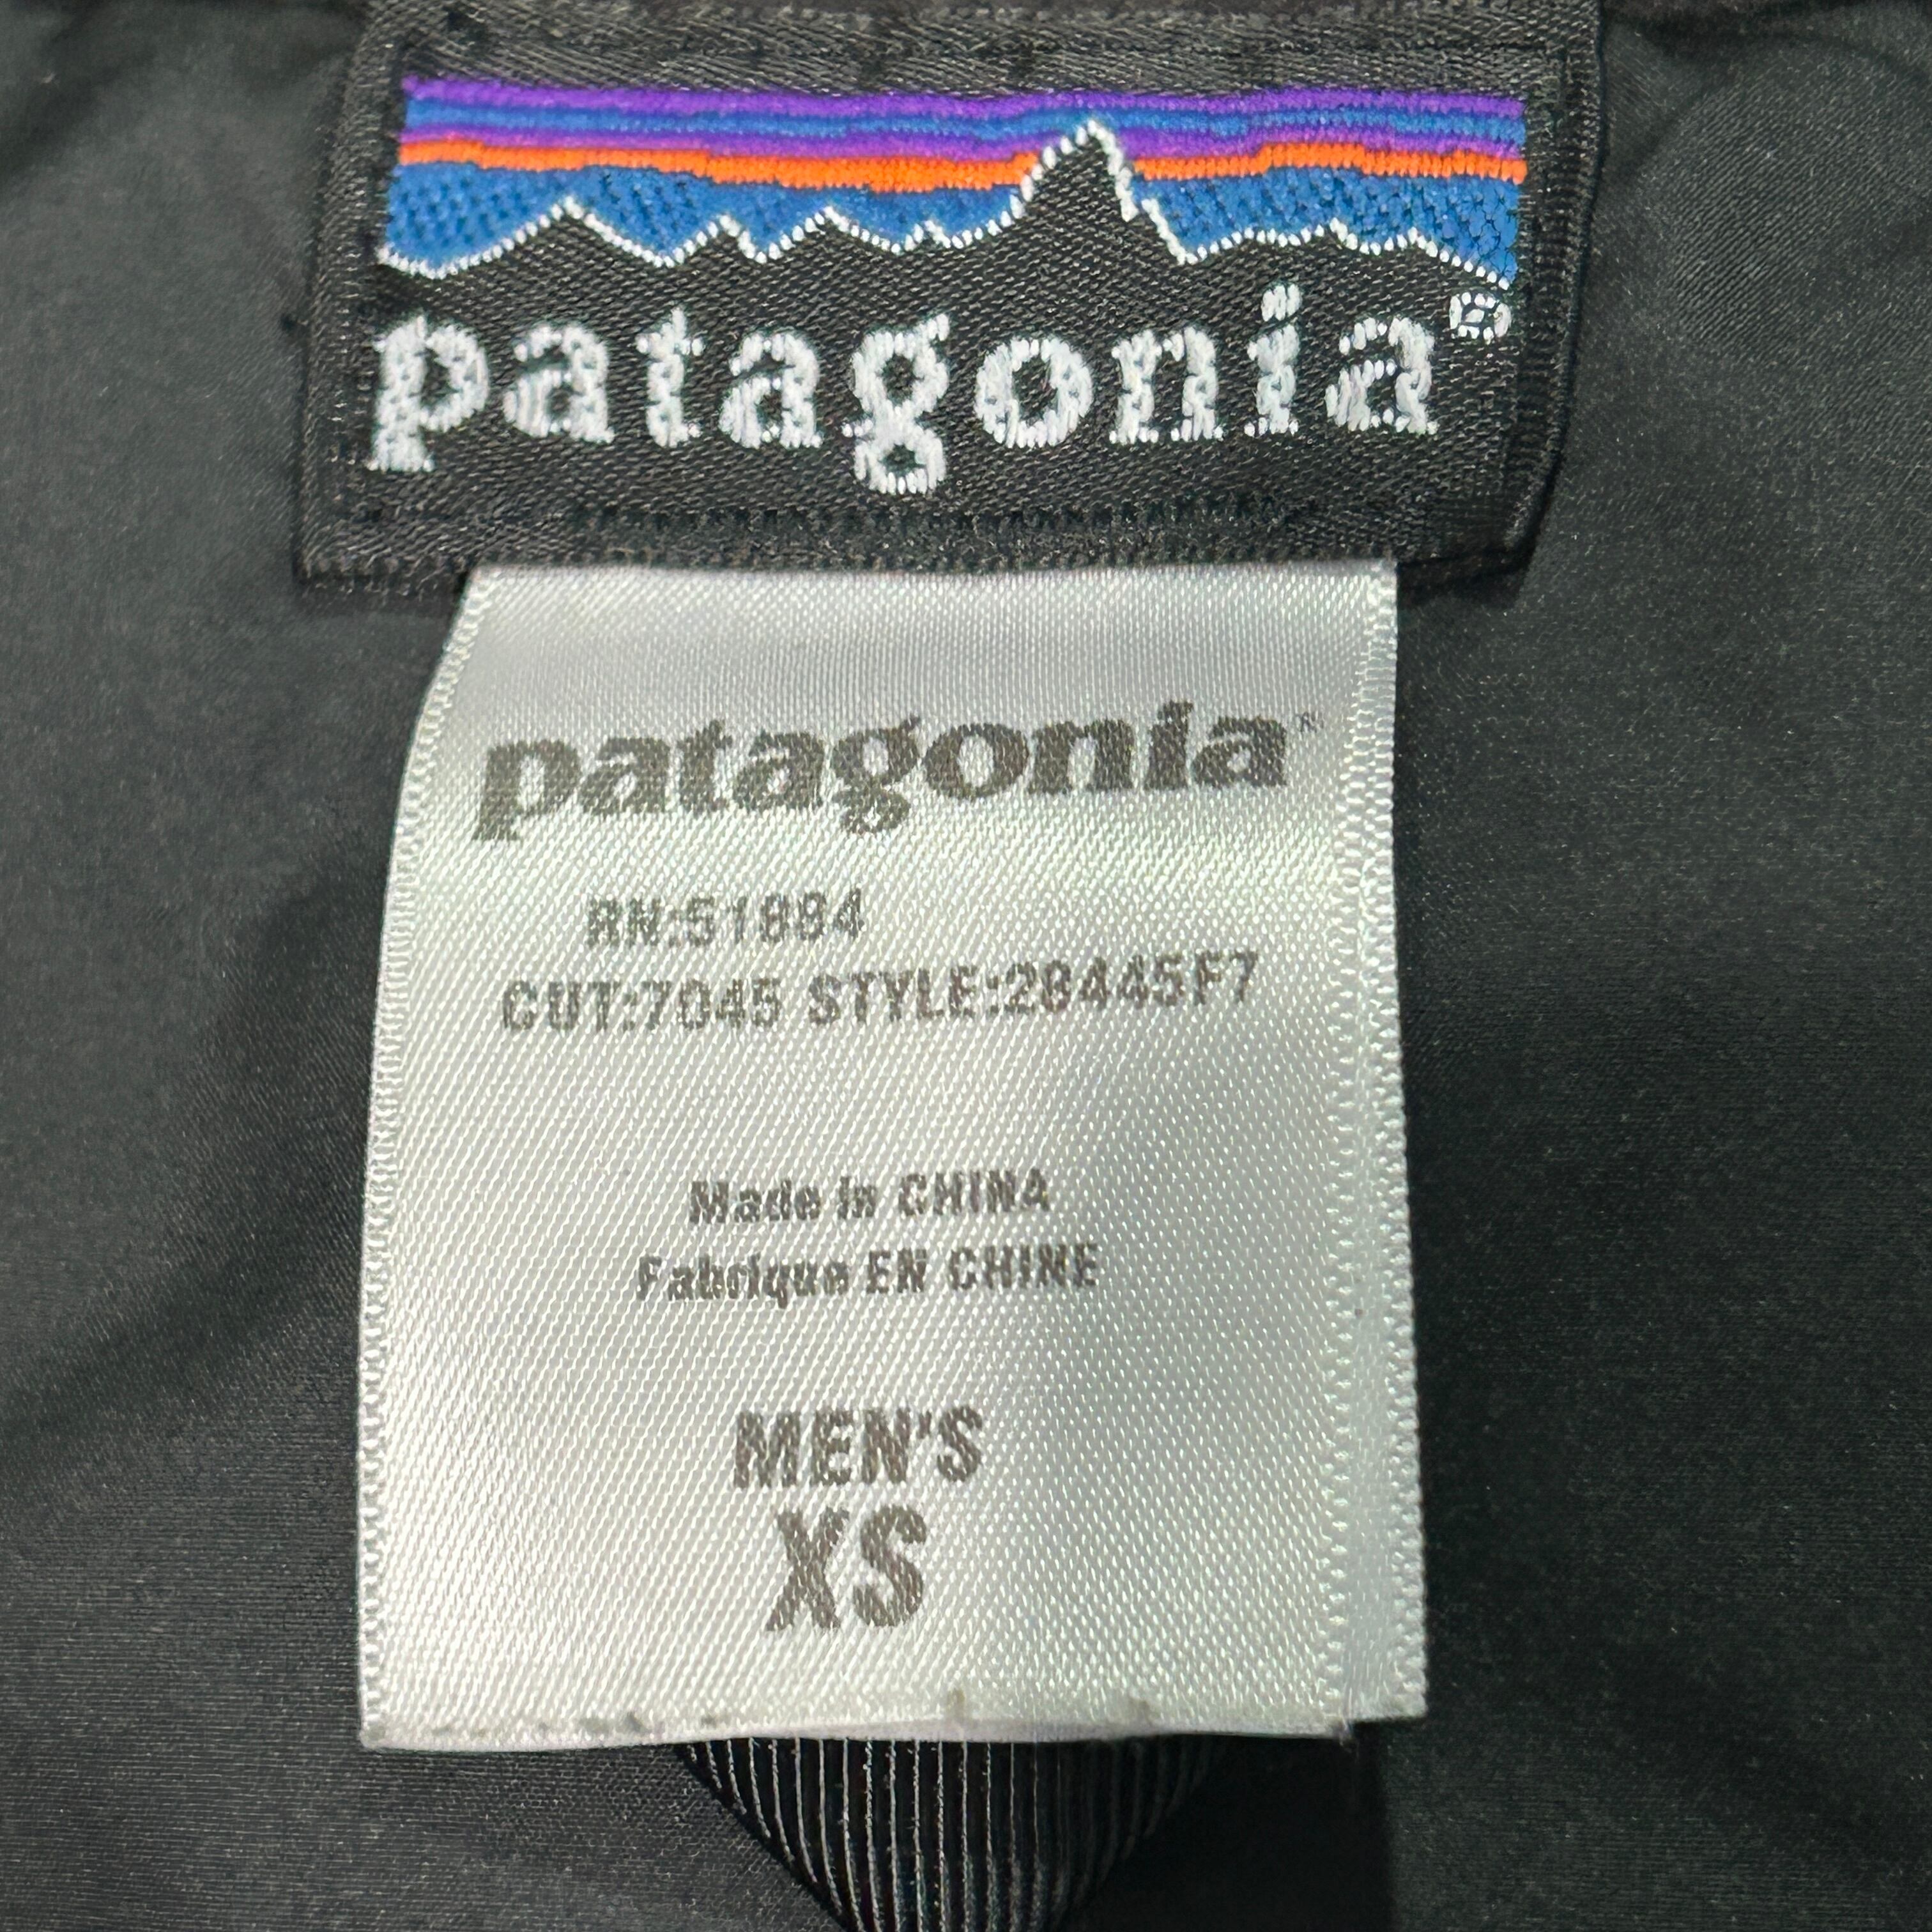 patagonia®
patagonia®
RN:51884
CUT:7045 STYLE:28445F7
Made in CHINA
Fabrique EN CHINE
MEN'S
XS